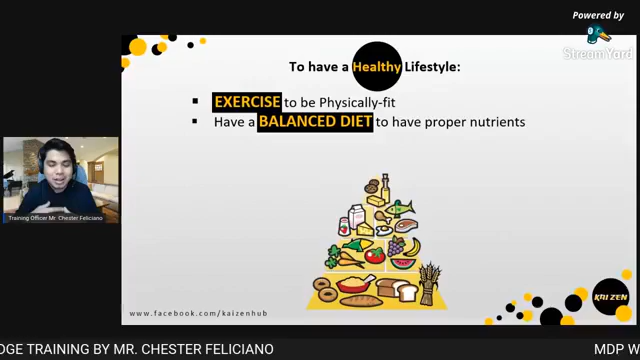 Powered by
StreamYard
To have a Healthy Lifestyle:
EXERCISE to be Physically-fit
Have a BALANCED DIET to have proper nutrients
Training Officer Mr. Chester Feliciano
KAIZEN
www.facebook.com/kaizenhub
DGE TRAINING BY MR. CHESTER FELICIANO
MDP W